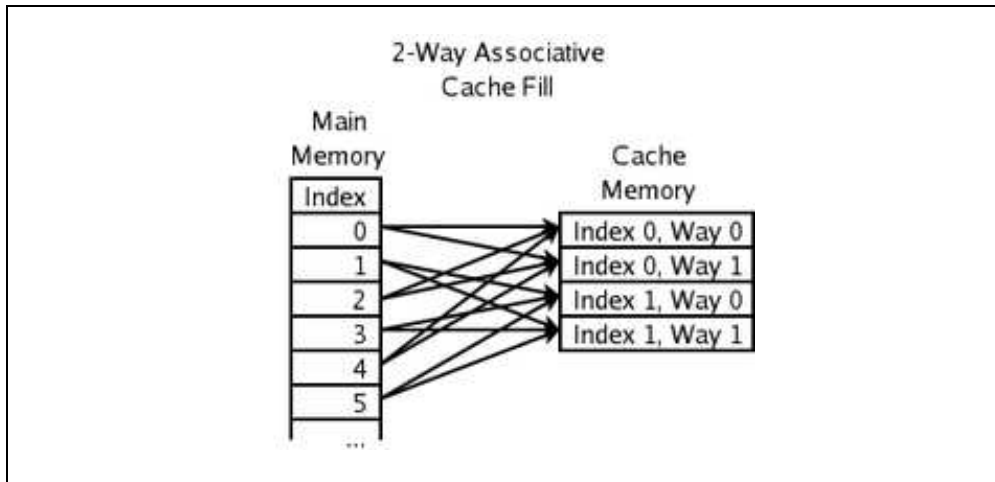 2-Way Associative
Cache Fill
Main
Memory
Index
0
1
2
3
4
5
...
Cache
Memory
Index 0, Way 0
Index 0, Way 1
Index 1, Way 0
Index 1, Way 1